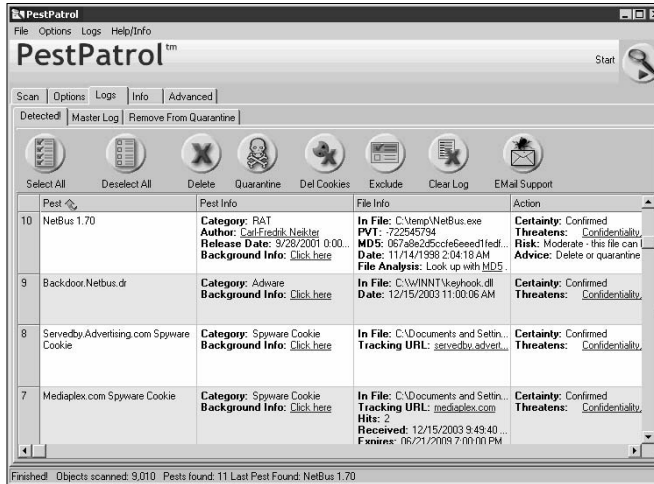 PestPatrol
File Options Logs Help/Info
PestPatrol™
Start
Scan Options Logs Info Advanced
Detected! Master Log Remove From Quarantine
Select All Deselect All Delete Quarantine Del Cookies Exclude Clear Log EMail Support
Pest Pest Info File Info Action
10 NetBus 1.70
Category: RAT
Author: Carl-Fredrik Neikter
Release Date: 9/28/2001 0:00...
Background Info: Click here
In File: C:\temp\NetBus.exe
PVT: -722545794
MD5: 067a8e2d5ccfe6eeed1fedf...
Date: 11/14/1998 2:04:18 AM
File Analysis: Look up with MD5 .
Certainty: Confirmed
Threatens: Confidentiality,
Risk: Moderate - this file can l
Advice: Delete or quarantine
9 Backdoor.Netbus.dr
Category: Adware
Background Info: Click here
In File: C:\WINNT\keyhook.dll
Date: 12/15/2003 11:00:06 AM
Certainty: Confirmed
Threatens: Confidentiality,
8 Servedby.Advertising.com Spyware
Cookie
Category: Spyware Cookie
Background Info: Click here
In File: C:\Documents and Settin...
Tracking URL: servedby.advert...
Certainty: Confirmed
Threatens: Confidentiality,
7 Mediaplex.com Spyware Cookie
Category: Spyware Cookie
Background Info: Click here
In File: C:\Documents and Settin...
Tracking URL: mediaplex.com
Hits: 2
Received: 12/15/2003 9:49:40 ...
Expires: 06/21/2009 7:00:00 PM
Certainty: Confirmed
Threatens: Confidentiality,
Finished! Objects scanned: 9,010 Pests found: 11 Last Pest Found: NetBus 1.70